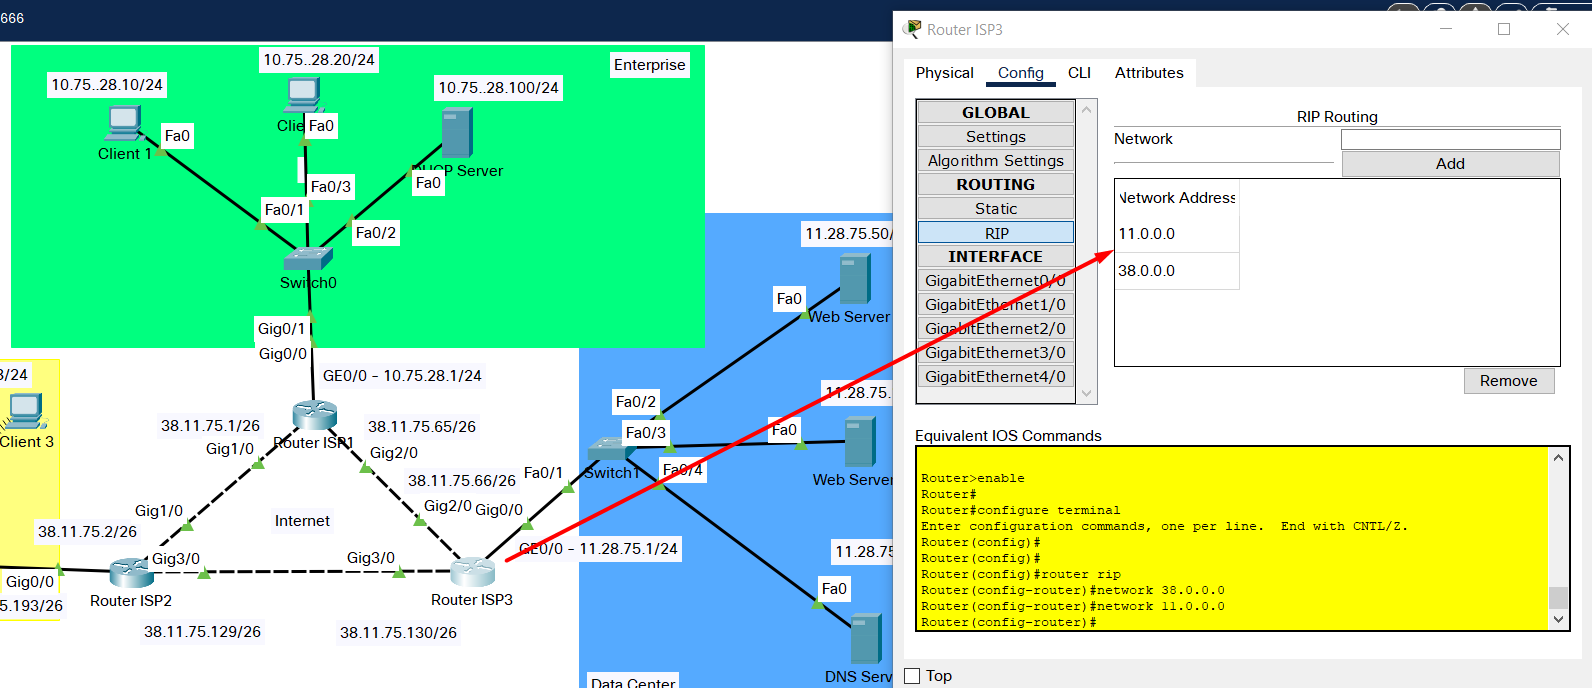 666
10.75..28.10/24
10.75..28.20/24
10.75..28.100/24
Enterprise
Client 1
Fa0
Clie
Fa0
DHCP Server
Fa0
Fa0/3
Fa0/1
Fa0/2
Switch0
Gig0/1
Gig0/0
GE0/0 - 10.75.28.1/24
3/24
Client 3
38.11.75.1/26
Gig1/0
Router ISP1
38.11.75.65/26
Gig2/0
38.11.75.66/26
Gig2/0
Gig0/0
Fa0/1
Gig1/0
38.11.75.2/26
Internet
Gig3/0
Gig3/0
GE0/0 - 11.28.75.1/24
Gig0/0
5.193/26
Router ISP2
Router ISP3
38.11.75.129/26
38.11.75.130/26
11.28.75.50/
Fa0
Web Server
Fa0/2
Fa0/3
Fa0/4
Switch1
11.28.75.
Fa0
Web Server
11.28.75
Fa0
DNS Serv
Data Center
Router ISP3
Physical
Config
CLI
Attributes
GLOBAL
Settings
Algorithm Settings
ROUTING
Static
RIP
INTERFACE
GigabitEthernet0/0
GigabitEthernet1/0
GigabitEthernet2/0
GigabitEthernet3/0
GigabitEthernet4/0
RIP Routing
Network
Add
Network Address
11.0.0.0
38.0.0.0
Remove
Equivalent IOS Commands
Router>enable
Router#
Router#configure terminal
Enter configuration commands, one per line. End with CNTL/Z.
Router(config)#
Router(config)#
Router(config)#router rip
Router(config-router)#network 38.0.0.0
Router(config-router)#network 11.0.0.0
Router(config-router)#
Top